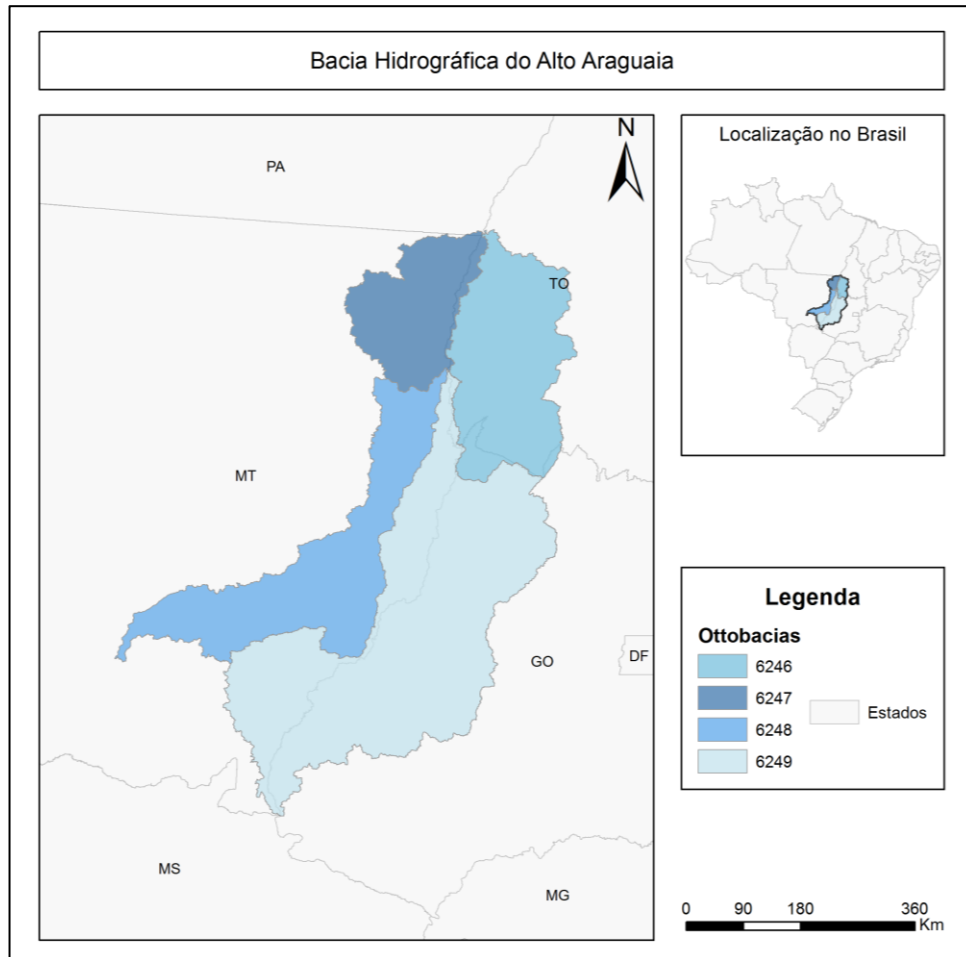 Bacia Hidrográfica do Alto Araguaia
N
PA
TO
MT
GO
DF
MS
MG
Localização no Brasil
Legenda
Ottobacias
6246
6247
6248
6249
Estados
0 90 180 360
Km